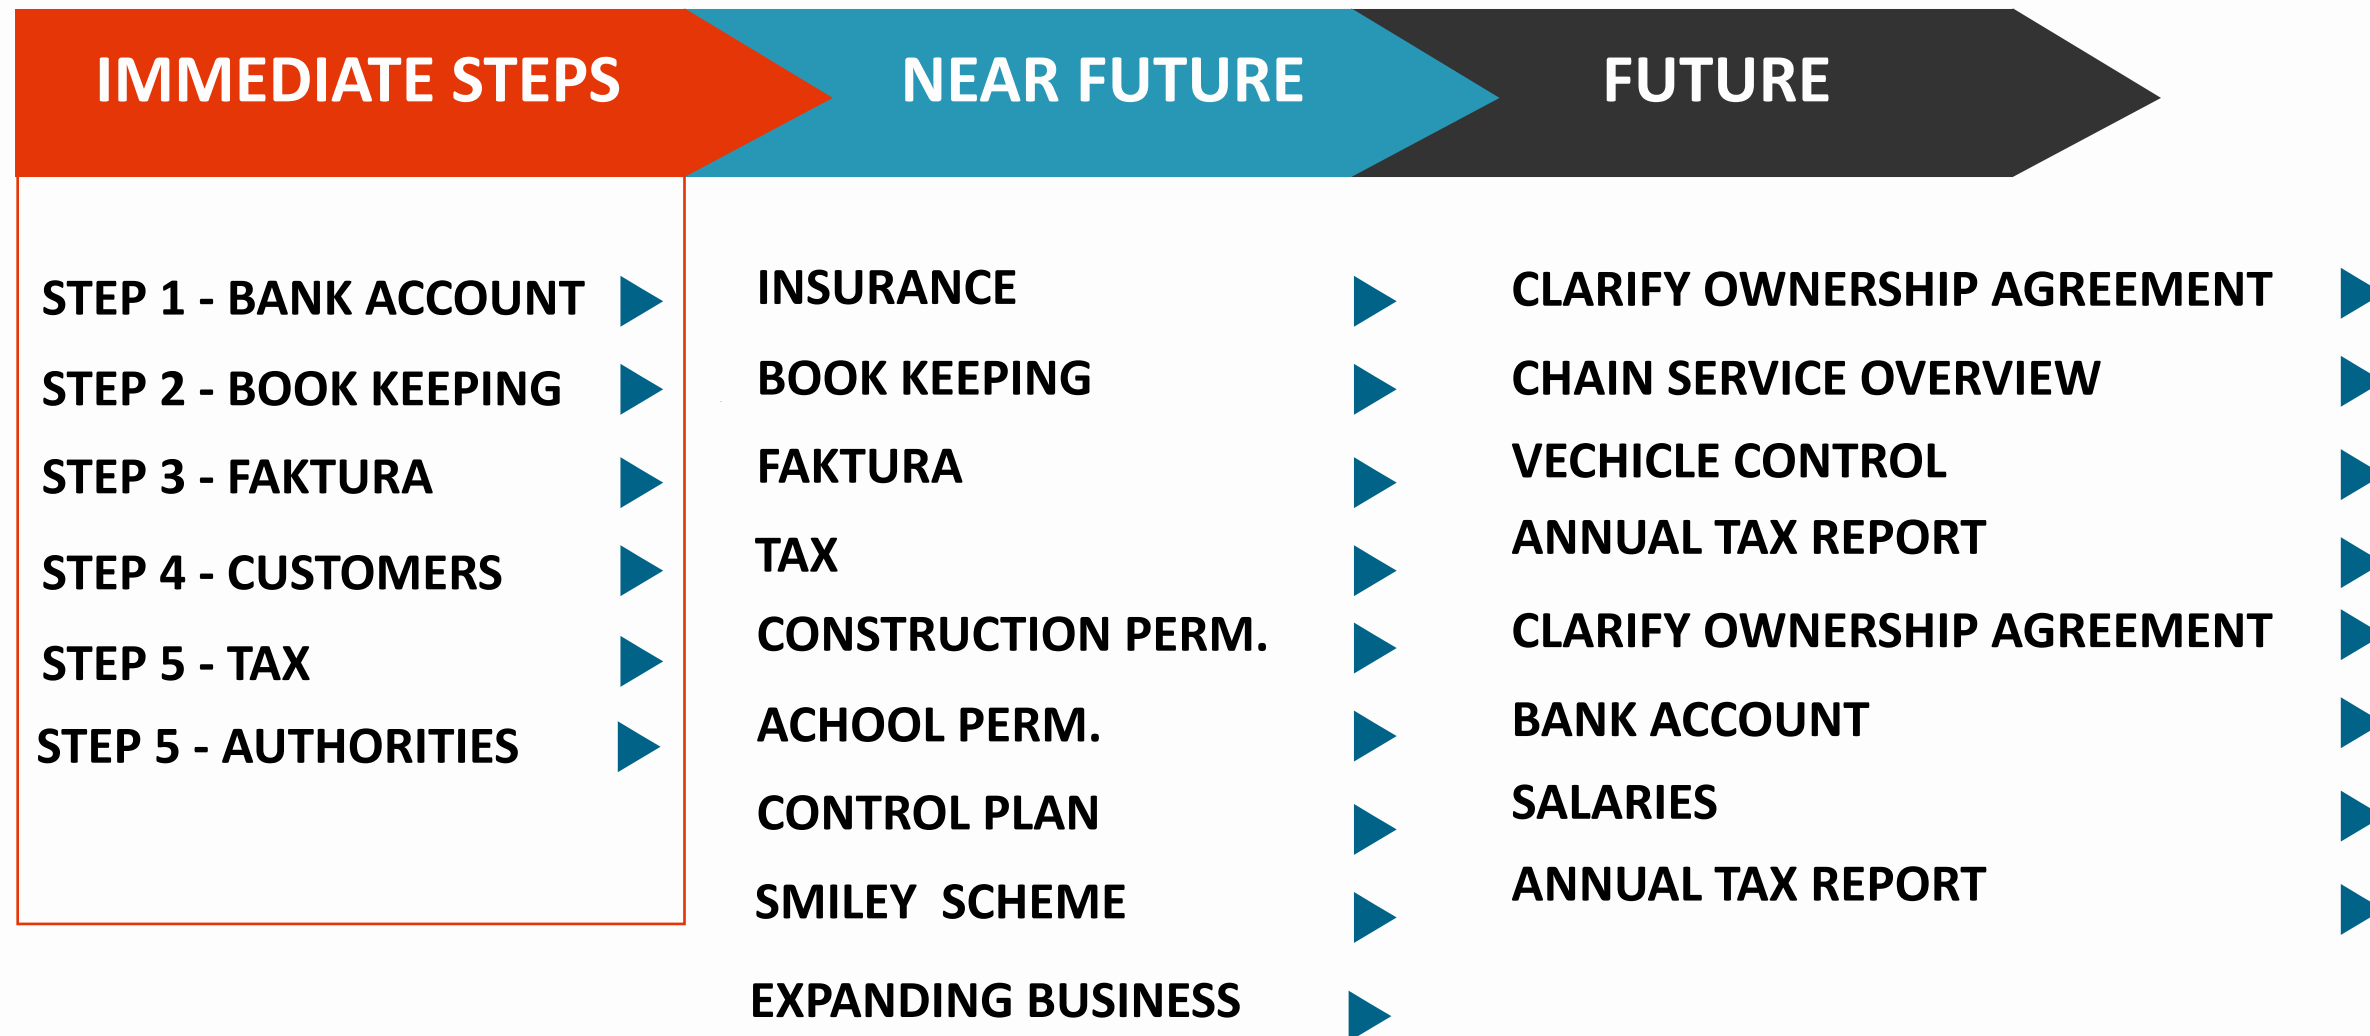 IMMEDIATE STEPS
NEAR FUTURE
FUTURE
STEP 1 - BANK ACCOUNT
STEP 2 - BOOK KEEPING
STEP 3 - FAKTURA
STEP 4 - CUSTOMERS
STEP 5 - TAX
STEP 5 - AUTHORITIES
INSURANCE
BOOK KEEPING
FAKTURA
TAX
CONSTRUCTION PERM.
ACHOOL PERM.
CONTROL PLAN
SMILEY SCHEME
EXPANDING BUSINESS
CLARIFY OWNERSHIP AGREEMENT
CHAIN SERVICE OVERVIEW
VECHICLE CONTROL
ANNUAL TAX REPORT
CLARIFY OWNERSHIP AGREEMENT
BANK ACCOUNT
SALARIES
ANNUAL TAX REPORT